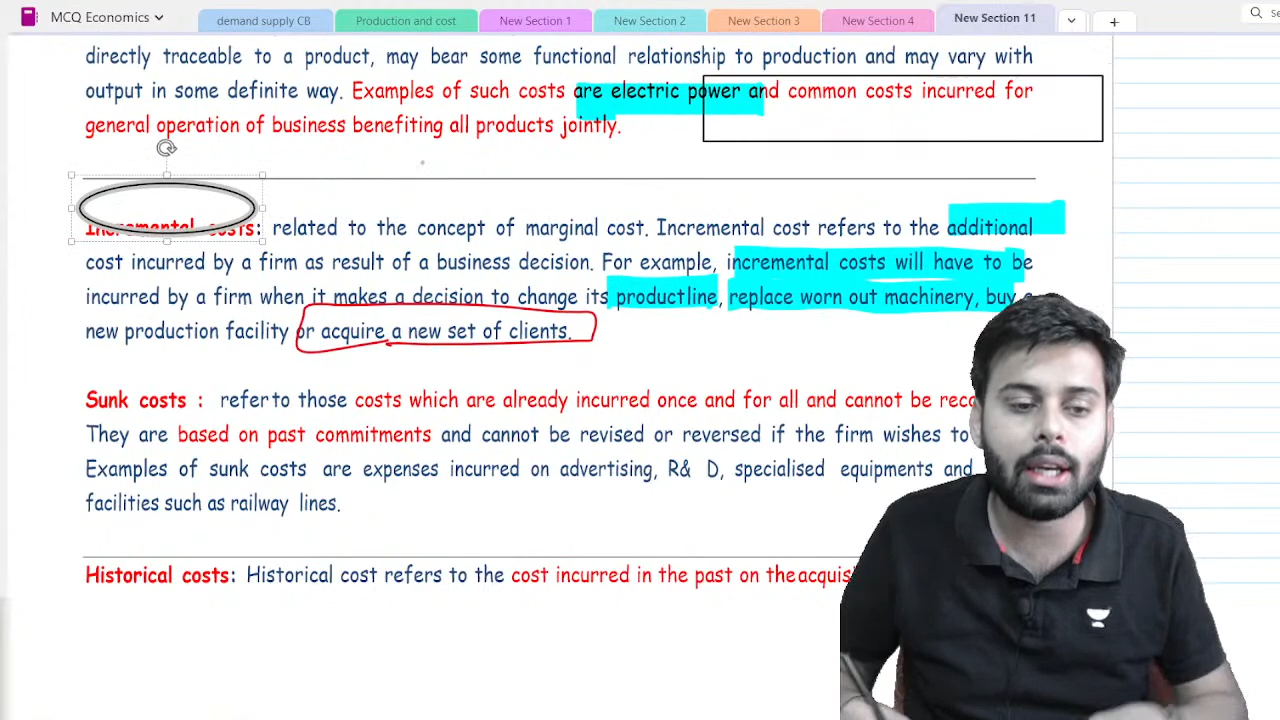 MCQ Economics
demand supply CB
Production and cost
New Section 1
New Section 2
New Section 3
New Section 4
New Section 11
directly traceable to a product, may bear some functional relationship to production and may vary with
output in some definite way. Examples of such costs are electric power and common costs incurred for
general operation of business benefiting all products jointly.
Incremental costs: related to the concept of marginal cost. Incremental cost refers to the additional
cost incurred by a firm as result of a business decision. For example, incremental costs will have to be
incurred by a firm when it makes a decision to change its productline, replace worn out machinery, buy a
new production facility or acquire a new set of clients.
Sunk costs : refer to those costs which are already incurred once and for all and cannot be
They are based on past commitments and cannot be revised or reversed if the firm wishes to
Examples of sunk costs are expenses incurred on advertising, R& D, specialised equipments and
facilities such as railway lines.
Historical costs: Historical cost refers to the cost incurred in the past on the